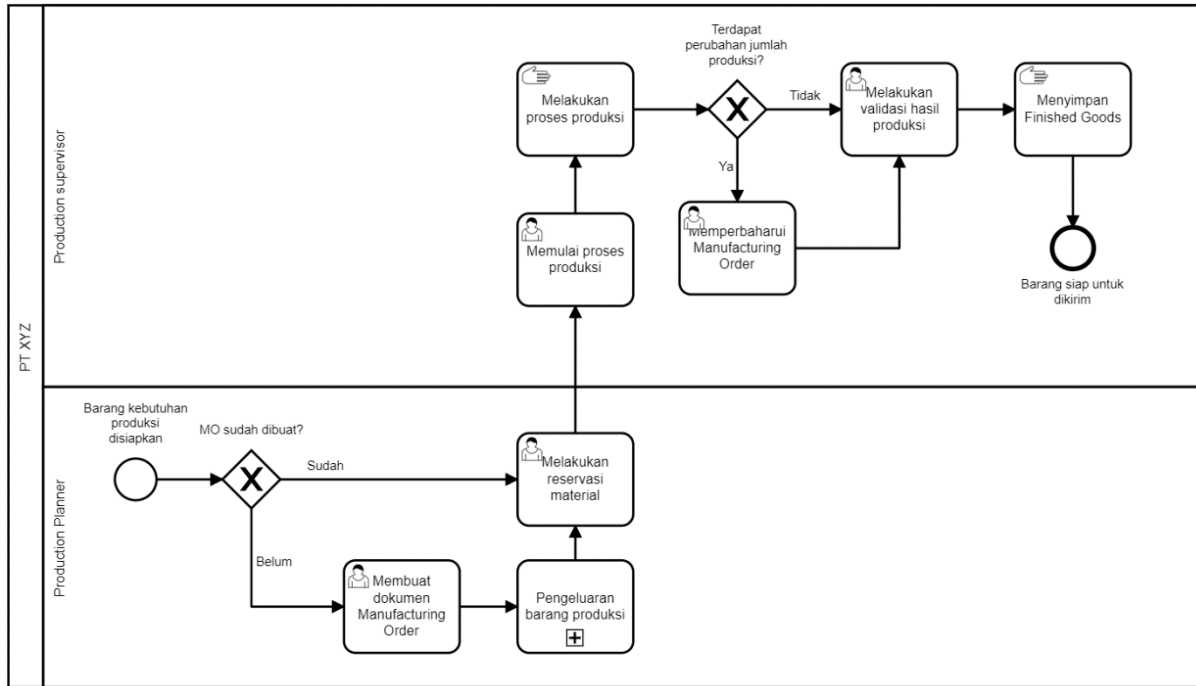 PT XYZ
Production supervisor
Melakukan
proses produksi
Terdapat
perubahan jumlah
produksi?
Tidak
Melakukan
validasi hasil
produksi
Menyimpan
Finished Goods
Ya
Memulai proses
produksi
Memperbaharui
Manufacturing
Order
Barang siap untuk
dikirim
Production Planner
Barang kebutuhan
produksi
disiapkan
MO sudah dibuat?
Sudah
Melakukan
reservasi
material
Belum
Membuat
dokumen
Manufacturing
Order
Pengeluaran
barang produksi